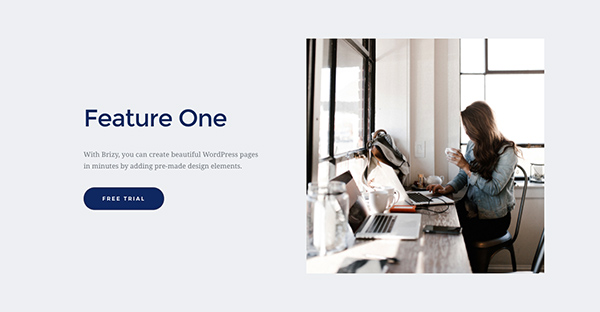 Feature One
With Brizy, you can create beautiful WordPress pages
in minutes by adding pre-made design elements.
FREE TRIAL